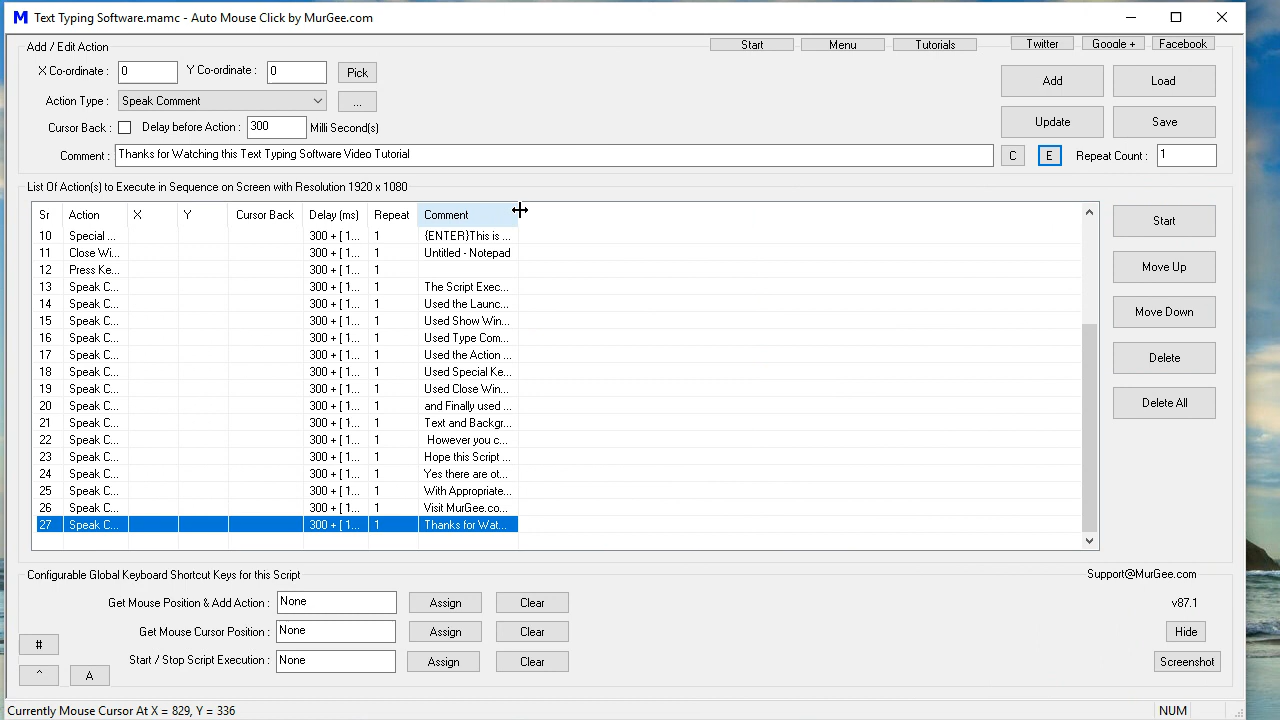 M Text Typing Software.mamc - Auto Mouse Click by MurGee.com
Add / Edit Action
Start Menu Tutorials Twitter Google + Facebook
X Co-ordinate : 0 Y Co-ordinate : 0 Pick
Add Load
Action Type : Speak Comment ...
Cursor Back : Delay before Action : 300 Milli Second(s)
Update Save
Comment : Thanks for Watching this Text Typing Software Video Tutorial C E Repeat Count : 1
List Of Action(s) to Execute in Sequence on Screen with Resolution 1920 x 1080
Sr Action X Y Cursor Back Delay (ms) Repeat Comment
10 Special ... 300 + [ 1... 1 {ENTER}This is ...
11 Close Wi... 300 + [ 1... 1 Untitled - Notepad
12 Press Ke... 300 + [ 1... 1
13 Speak C... 300 + [ 1... 1 The Script Exec...
14 Speak C... 300 + [ 1... 1 Used the Launc...
15 Speak C... 300 + [ 1... 1 Used Show Win...
16 Speak C... 300 + [ 1... 1 Used Type Com...
17 Speak C... 300 + [ 1... 1 Used the Action ...
18 Speak C... 300 + [ 1... 1 Used Special Ke...
19 Speak C... 300 + [ 1... 1 Used Close Win...
20 Speak C... 300 + [ 1... 1 and Finally used ...
21 Speak C... 300 + [ 1... 1 Text and Backgr...
22 Speak C... 300 + [ 1... 1 However you c...
23 Speak C... 300 + [ 1... 1 Hope this Script ...
24 Speak C... 300 + [ 1... 1 Yes there are ot...
25 Speak C... 300 + [ 1... 1 With Appropriate...
26 Speak C... 300 + [ 1... 1 Visit MurGee.co...
27 Speak C... 300 + [ 1... 1 Thanks for Wat...
Start
Move Up
Move Down
Delete
Delete All
Configurable Global Keyboard Shortcut Keys for this Script
Support@MurGee.com
Get Mouse Position & Add Action : None Assign Clear
v87.1
Get Mouse Cursor Position : None Assign Clear
Hide
#
Start / Stop Script Execution : None Assign Clear
Screenshot
^ A
Currently Mouse Cursor At X = 829, Y = 336